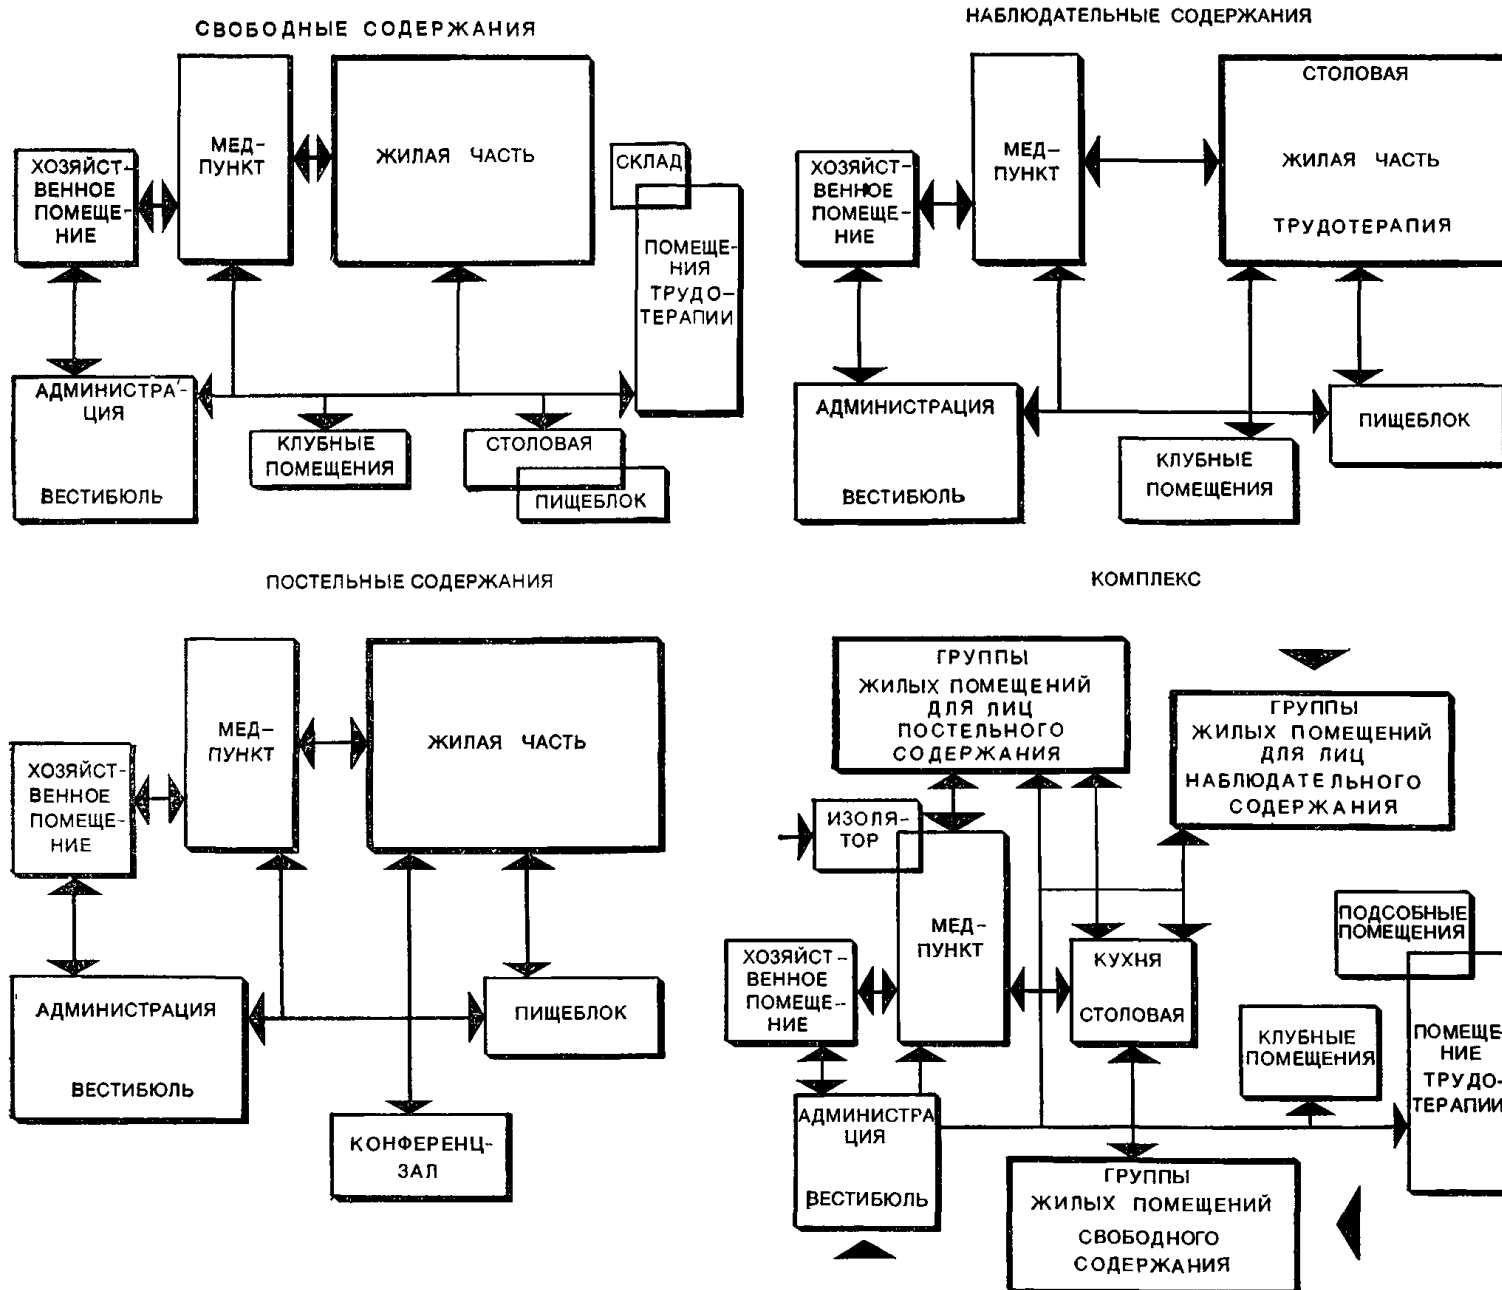 СВОБОДНЫЕ СОДЕРЖАНИЯ
МЕД-
ПУНКТ
ЖИЛАЯ ЧАСТЬ
ХОЗЯЙСТ-
ВЕННОЕ
ПОМЕЩЕ-
НИЕ
СКЛАД
ПОМЕЩЕ-
НИЯ
ТРУДО-
ТЕРАПИИ
АДМИНИСТРА-
ЦИЯ
ВЕСТИБЮЛЬ
КЛУБНЫЕ
ПОМЕЩЕНИЯ
СТОЛОВАЯ
ПИЩЕБЛОК
НАБЛЮДАТЕЛЬНЫЕ СОДЕРЖАНИЯ
ХОЗЯЙСТ-
ВЕННОЕ
ПОМЕЩЕ-
НИЕ
МЕД-
ПУНКТ
СТОЛОВАЯ
ЖИЛАЯ ЧАСТЬ
ТРУДОТЕРАПИЯ
АДМИНИСТРАЦИЯ
ВЕСТИБЮЛЬ
КЛУБНЫЕ
ПОМЕЩЕНИЯ
ПИЩЕБЛОК
ПОСТЕЛЬНЫЕ СОДЕРЖАНИЯ
ХОЗЯЙСТ-
ВЕННОЕ
ПОМЕЩЕ-
НИЕ
МЕД-
ПУНКТ
ЖИЛАЯ ЧАСТЬ
АДМИНИСТРАЦИЯ
ВЕСТИБЮЛЬ
ПИЩЕБЛОК
КОНФЕРЕНЦ-
ЗАЛ
КОМПЛЕКС
ГРУППЫ
ЖИЛЫХ ПОМЕЩЕНИЙ
ДЛЯ ЛИЦ
ПОСТЕЛЬНОГО
СОДЕРЖАНИЯ
ГРУППЫ
ЖИЛЫХ ПОМЕЩЕНИЙ
ДЛЯ ЛИЦ
НАБЛЮДАТЕЛЬНОГО
СОДЕРЖАНИЯ
ИЗОЛЯ-
ТОР
МЕД-
ПУНКТ
ХОЗЯЙСТ-
ВЕННОЕ
ПОМЕЩЕ-
НИЕ
КУХНЯ
СТОЛОВАЯ
ПОДСОБНЫЕ
ПОМЕЩЕНИЯ
КЛУБНЫЕ
ПОМЕЩЕНИЯ
ПОМЕЩЕ-
НИЕ
ТРУДО-
ТЕРАПИИ
АДМИНИСТРА
ЦИЯ
ВЕСТИБЮЛЬ
ГРУППЫ
ЖИЛЫХ ПОМЕЩЕНИЙ
СВОБОДНОГО
СОДЕРЖАНИЯ